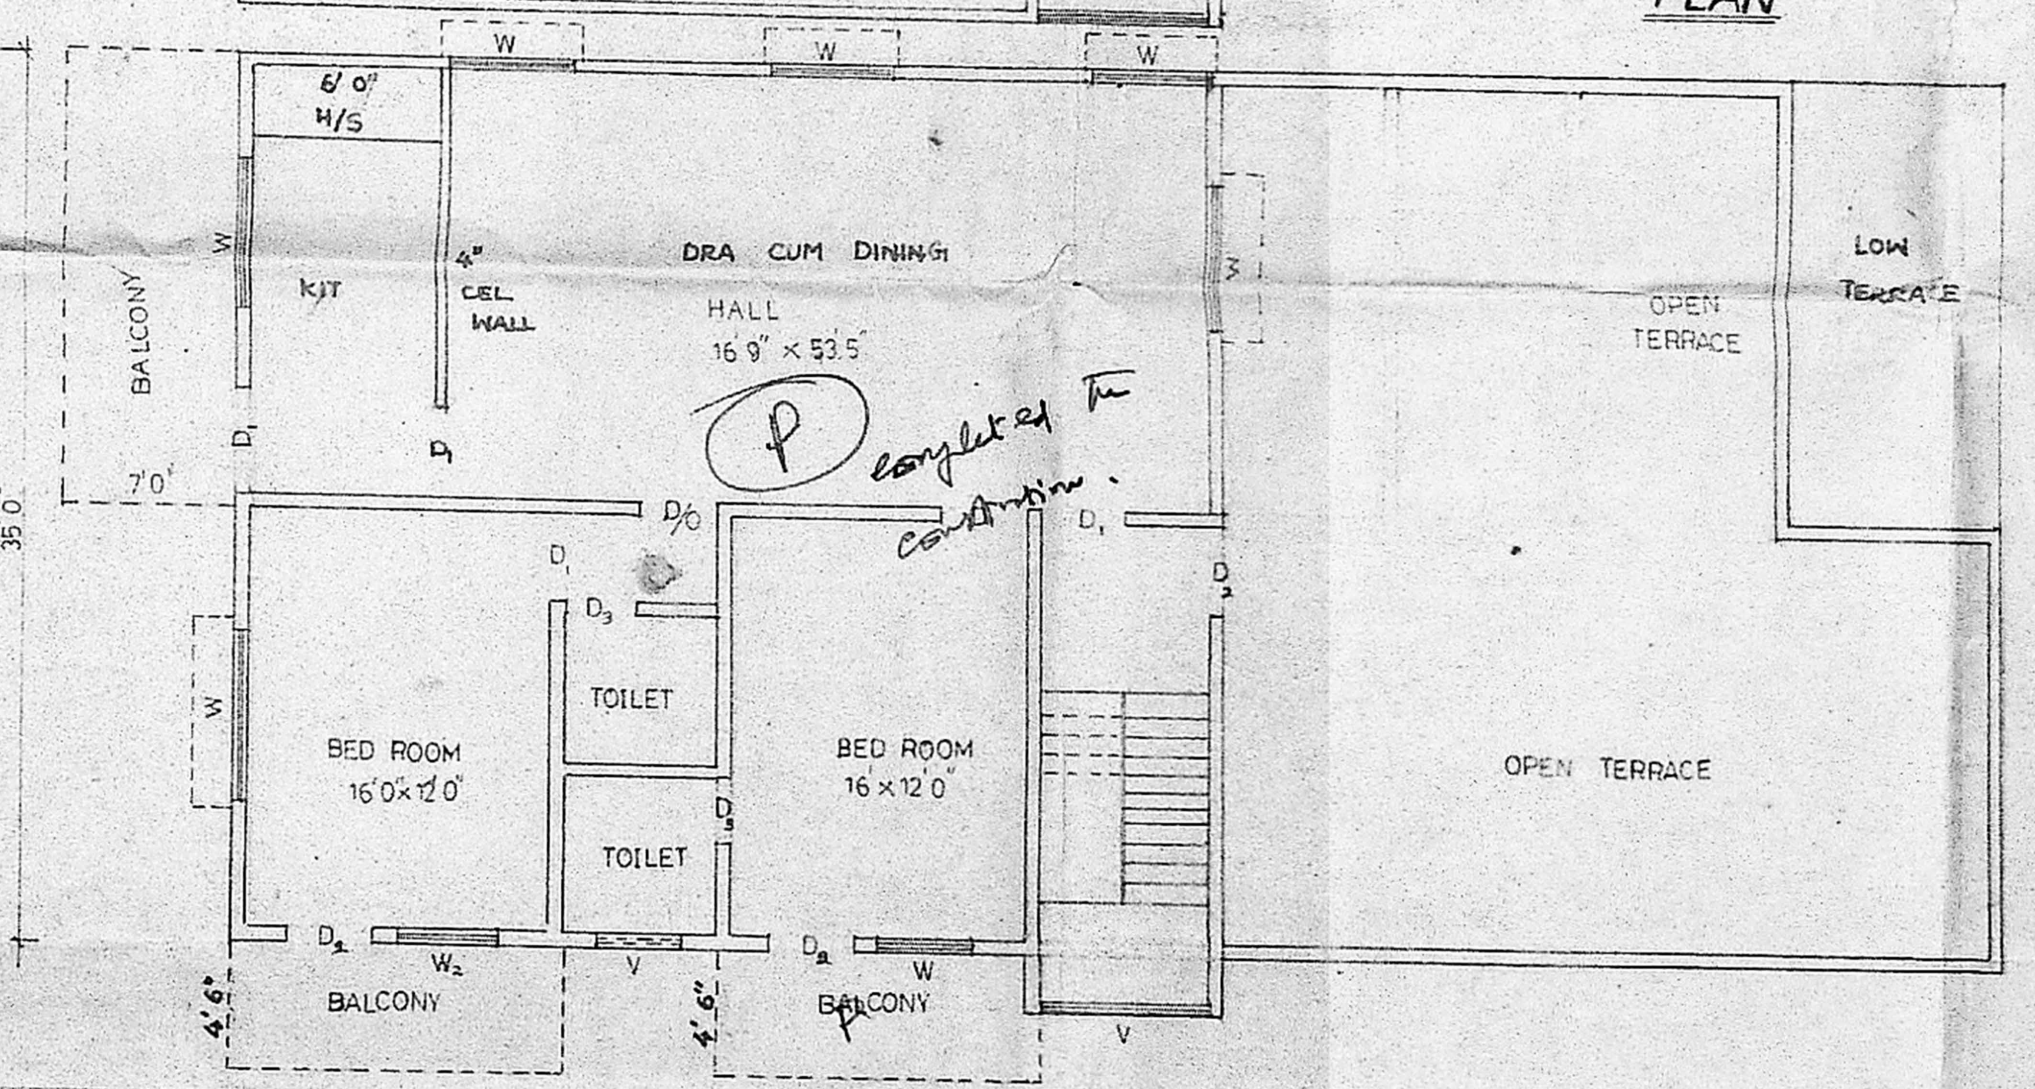 PLAN
W
W
W
6'0"
H/S
W
KIT
4"
CEL
WALL
DRA CUM DINING
HALL
16'9" × 53.5"
W
OPEN
TERRACE
LOW
TERRACE
BALCONY
7'0"
35'0"
D1
D1
P
completed the
construction.
D/O
D1
D1
D2
D3
W
TOILET
BED ROOM
16'0" × 12'0"
BED ROOM
16' × 12'0"
OPEN TERRACE
D3
TOILET
D2
W2
V
D2
W
4'6"
BALCONY
4'6"
BALCONY
P
V